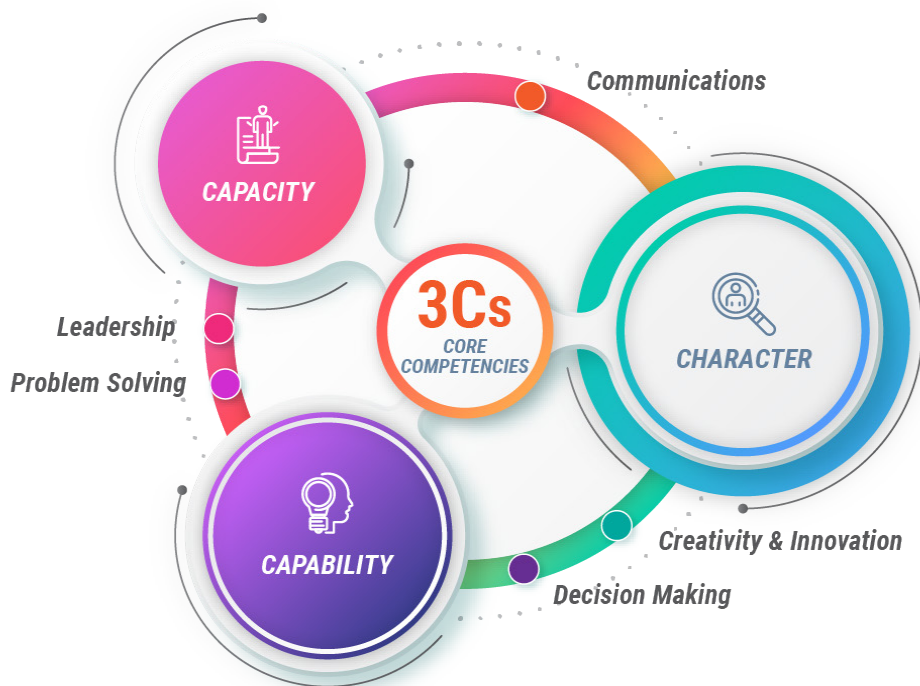 Communications
CAPACITY
3Cs
CORE
COMPETENCIES
CHARACTER
Leadership
Problem Solving
CAPABILITY
Creativity & Innovation
Decision Making